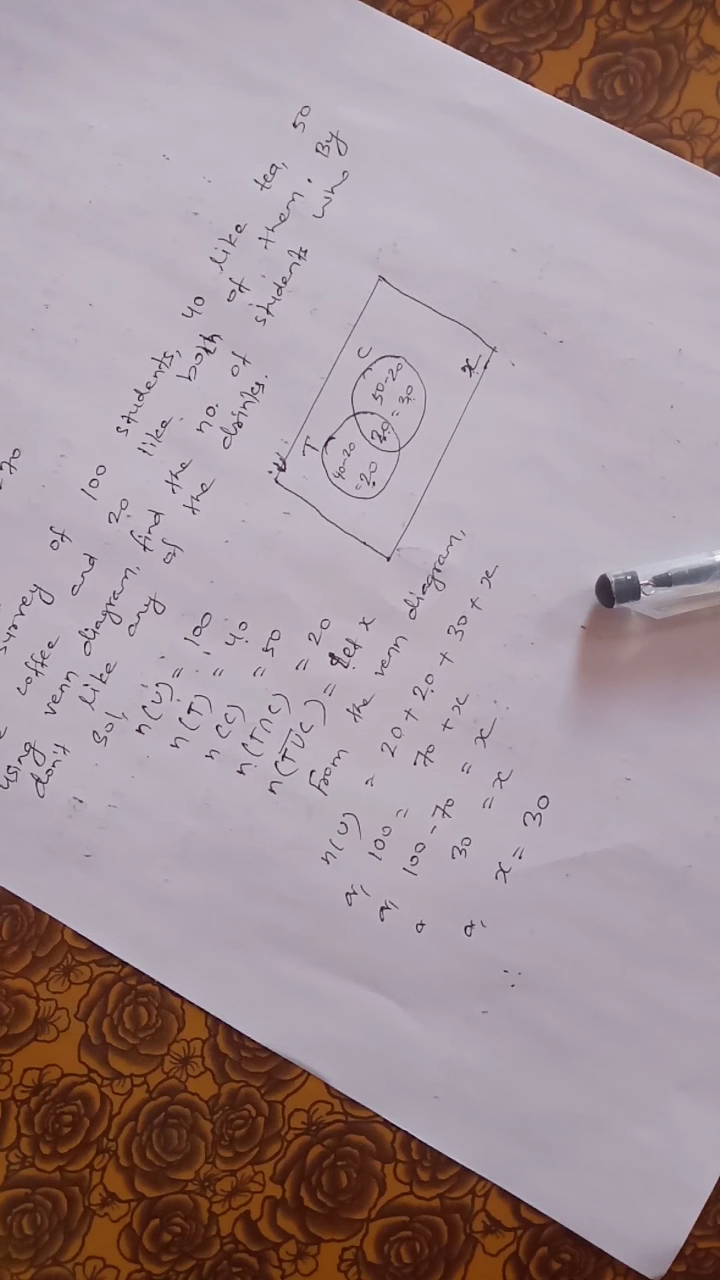 = 70
survey of 100 students, 40 like tea, 50
coffee and 20 like both of them. By
using venn diagram, find the no. of students who
don't like any of the drinks.
Sol,
n(U) = 100
n(T) = 40
n(C) = 50
n(T∩C) = 20
n(T∪C) = let x
T C
40-20
=20
20
50-20
= 30
x
From the venn diagram,
n(U) = 20 + 20 + 30 + x
or, 100 = 70 + x
or, 100 - 70 = x
or, 30 = x
∴ x = 30